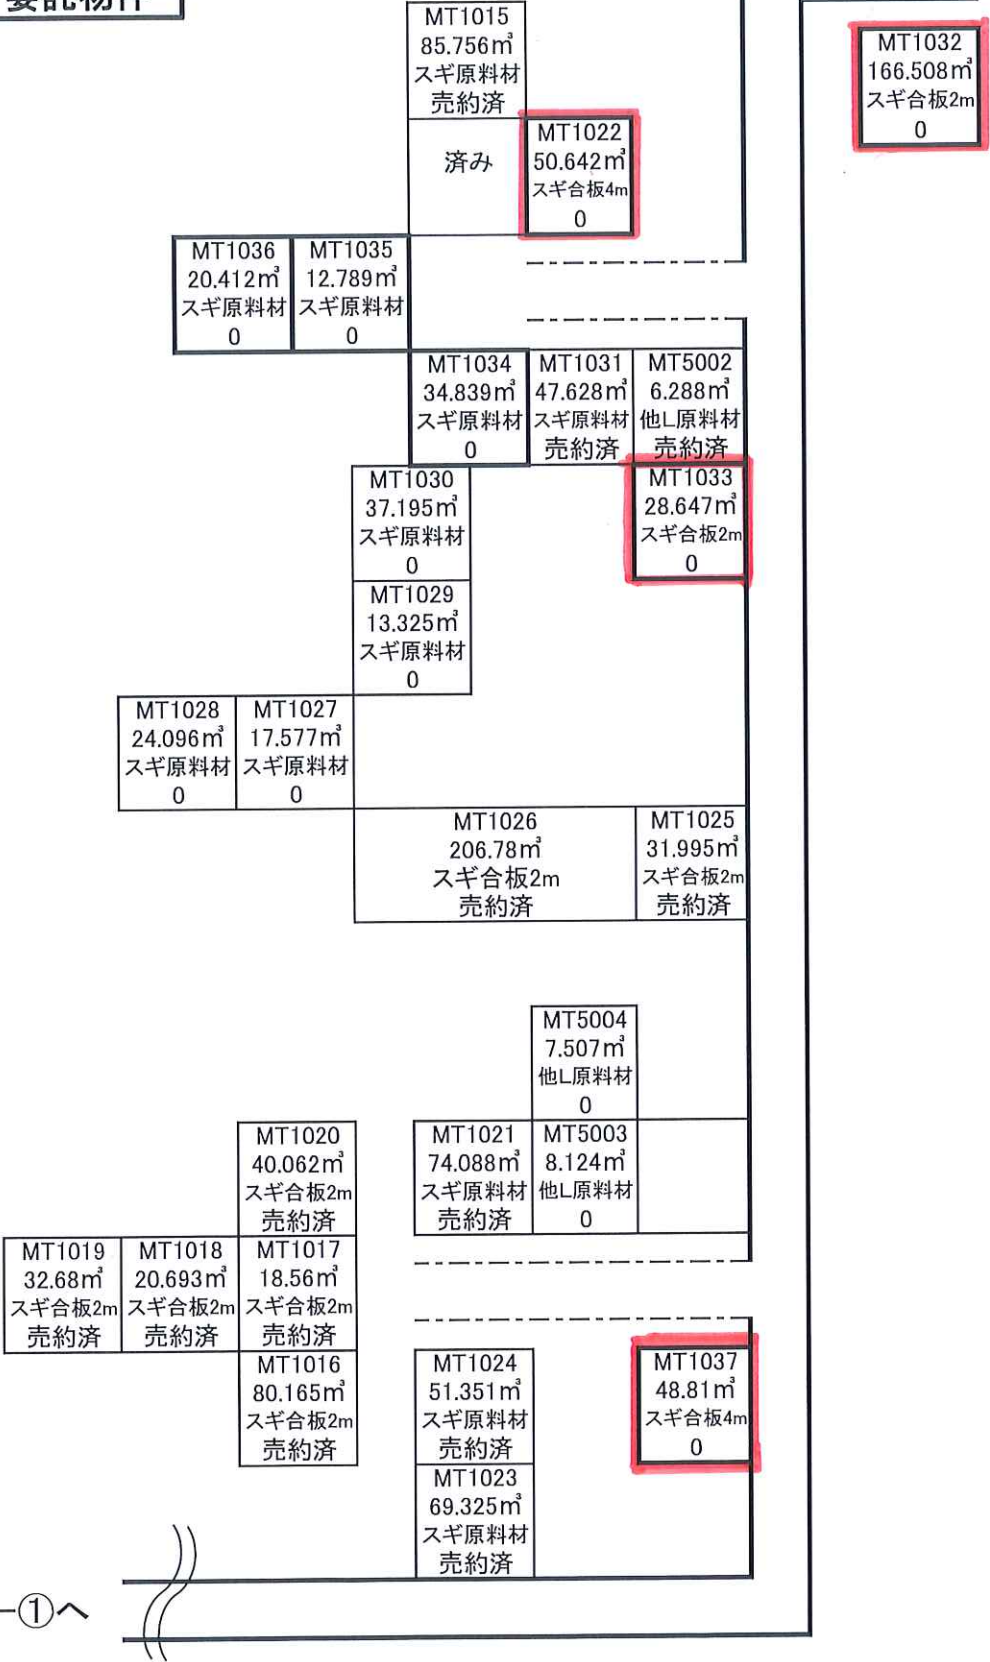 委託物件
MT1015
85.756㎥
スギ原料材
売約済
MT1032
166.508㎥
スギ合板2m
0
済み
MT1022
50.642㎥
スギ合板4m
0
MT1036
20.412㎥
スギ原料材
0
MT1035
12.789㎥
スギ原料材
0
MT1034
34.839㎥
スギ原料材
0
MT1031
47.628㎥
スギ原料材
売約済
MT5002
6.288㎥
他L原料材
売約済
MT1030
37.195㎥
スギ原料材
0
MT1033
28.647㎥
スギ合板2m
0
MT1029
13.325㎥
スギ原料材
0
MT1028
24.096㎥
スギ原料材
0
MT1027
17.577㎥
スギ原料材
0
MT1026
206.78㎥
スギ合板2m
売約済
MT1025
31.995㎥
スギ合板2m
売約済
MT5004
7.507㎥
他L原料材
0
MT1020
40.062㎥
スギ合板2m
売約済
MT1021
74.088㎥
スギ原料材
売約済
MT5003
8.124㎥
他L原料材
0
MT1019
32.68㎥
スギ合板2m
売約済
MT1018
20.693㎥
スギ合板2m
売約済
MT1017
18.56㎥
スギ合板2m
売約済
MT1016
80.165㎥
スギ合板2m
売約済
MT1024
51.351㎥
スギ原料材
売約済
MT1037
48.81㎥
スギ合板4m
0
MT1023
69.325㎥
スギ原料材
売約済
-①へ